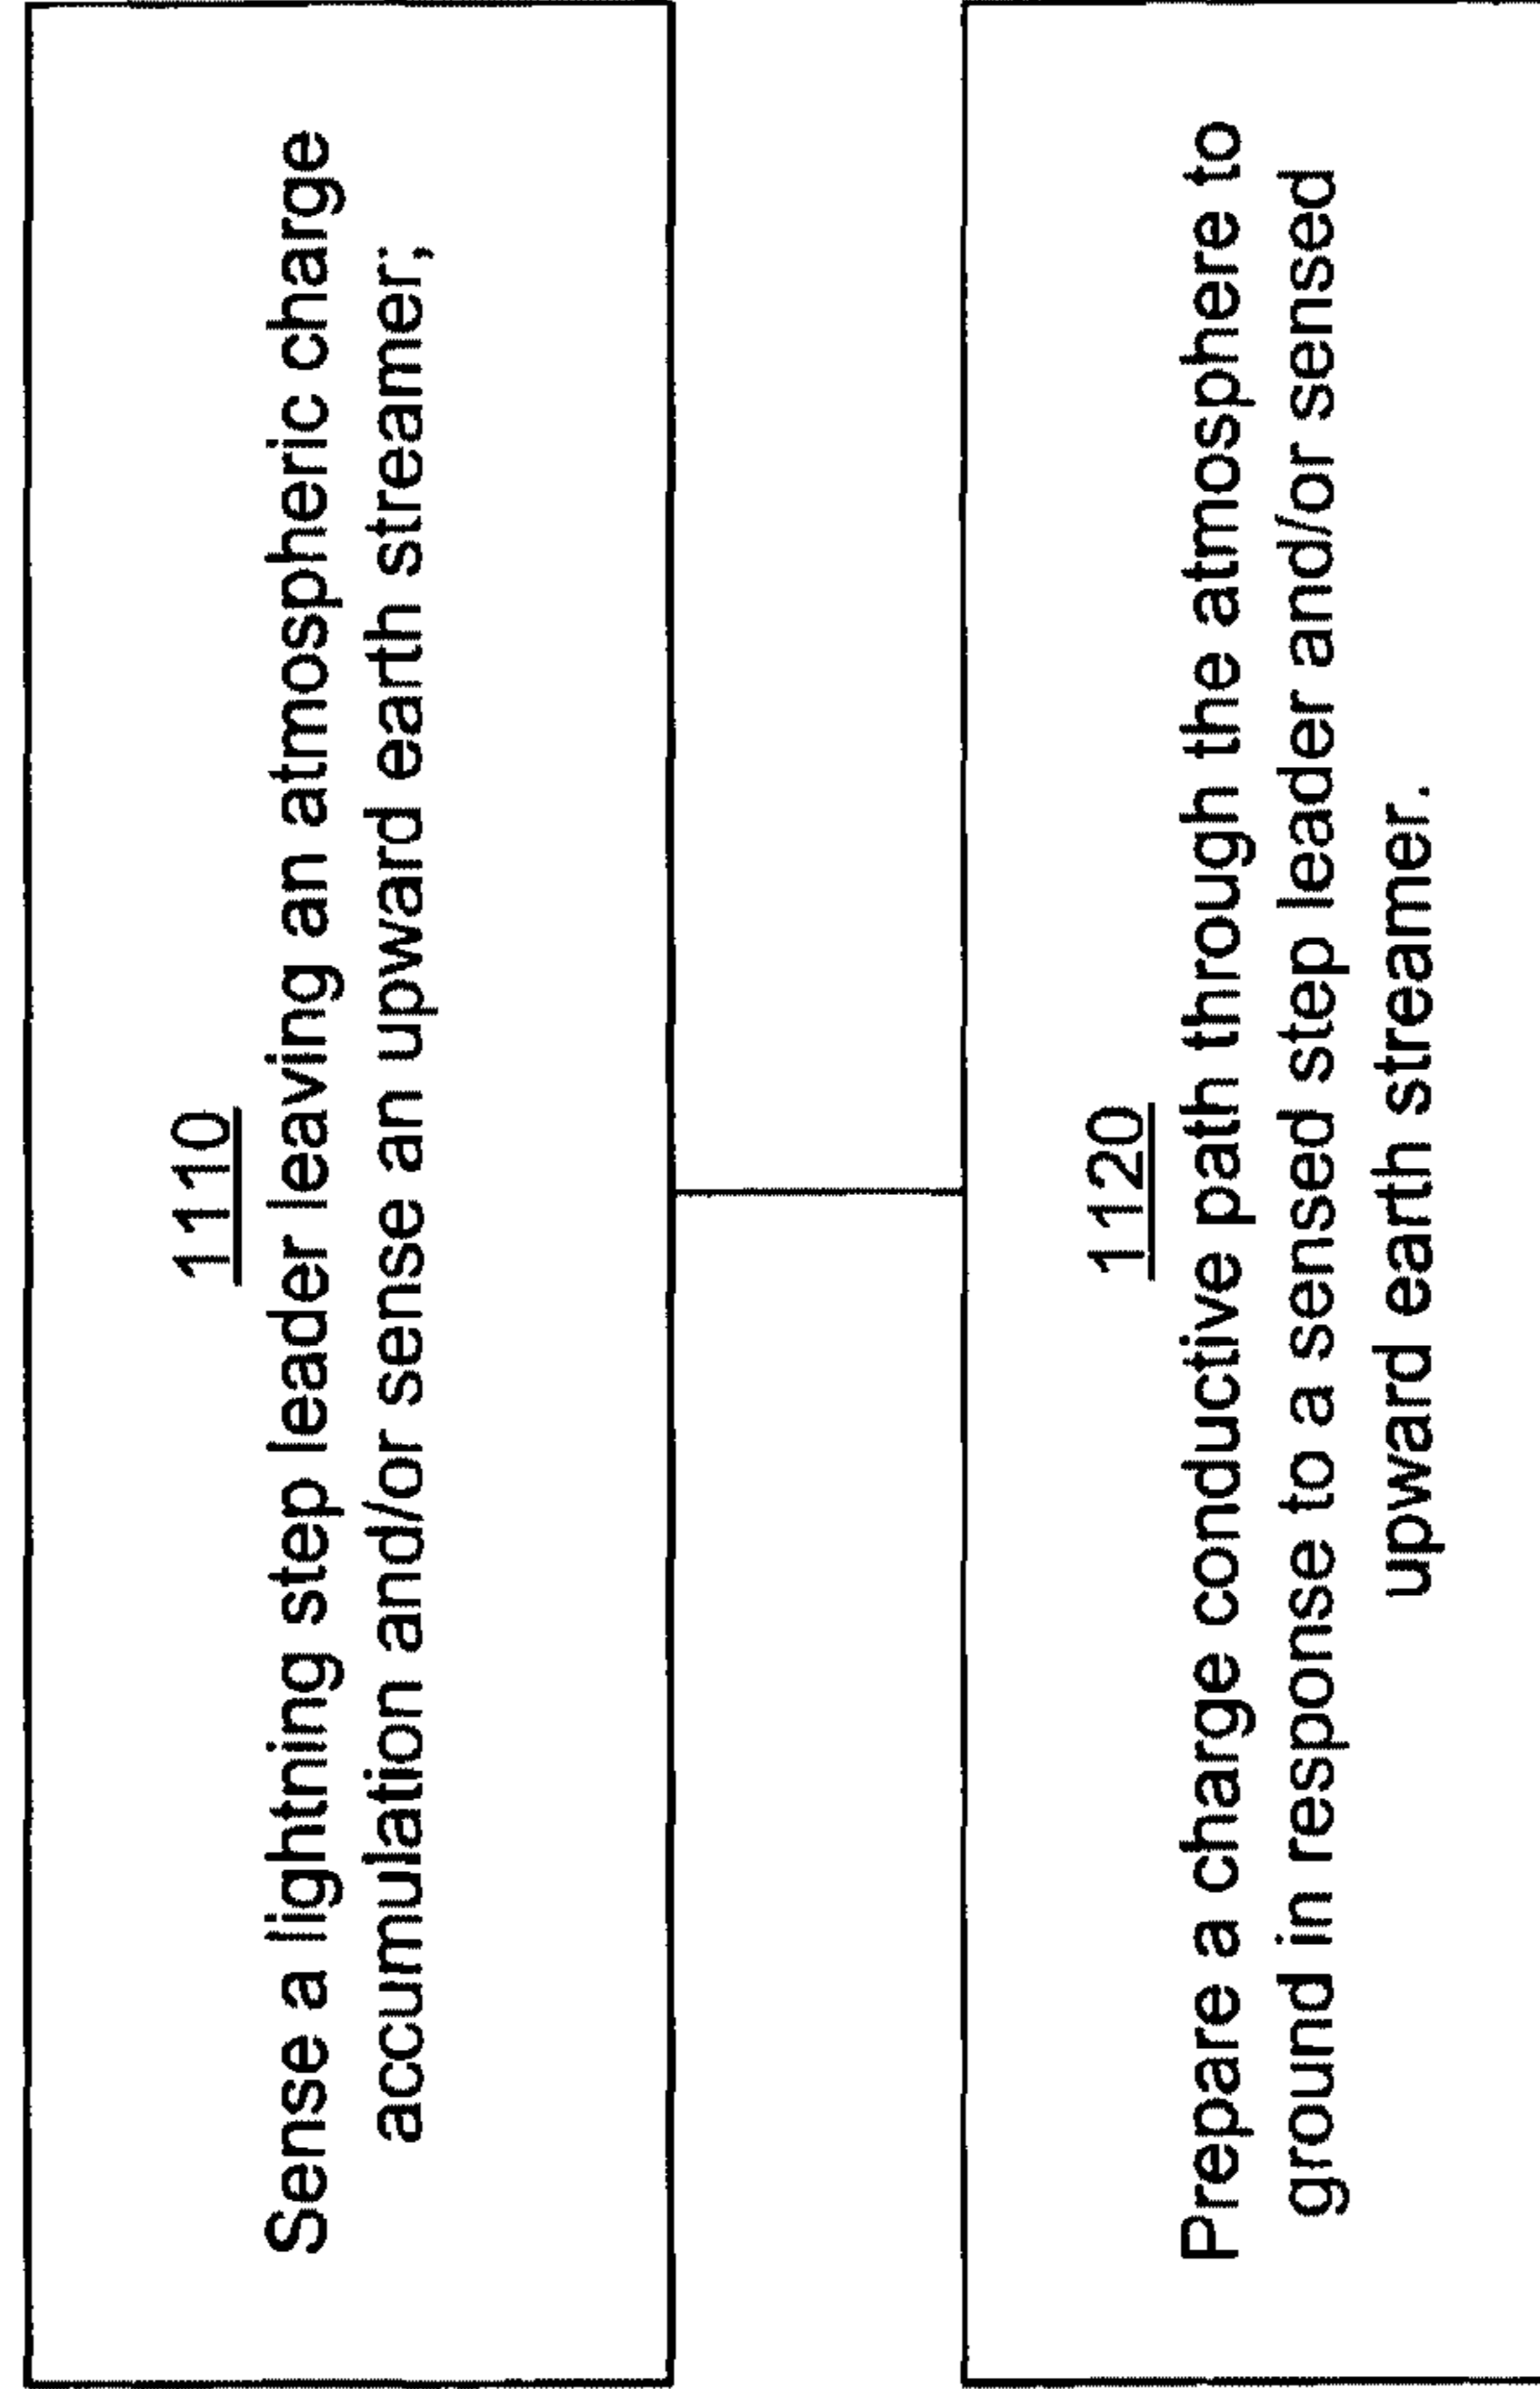 1110
Sense a lightning step leader leaving an atmospheric charge
accumulation and/or sense an upward earth streamer;
1120
Prepare a charge conductive path through the atmosphere to
ground in response to a sensed step leader and/or sensed
upward earth streamer.